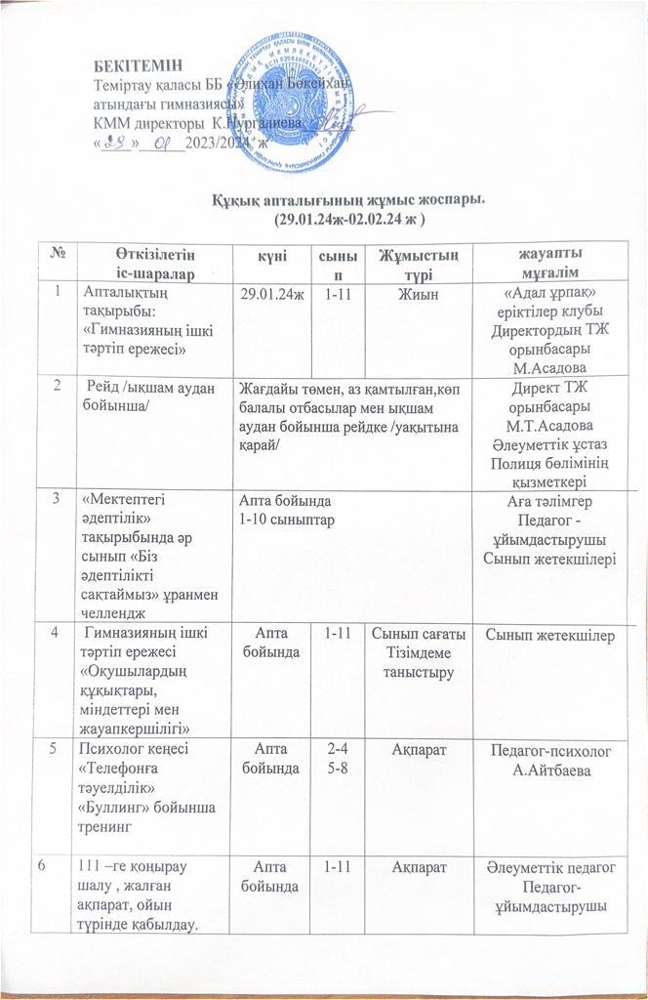 БЕКІТЕМІН
Теміртау қаласы ББ «Әлихан Бөкейхан
атындағы гимназиясы»
КММ директоры К.Нургалиева
«29» 01 2023/2024 ж
Құқық апталығының жұмыс жоспары.
(29.01.24ж-02.02.24 ж )
№ Өткізілетін іс-шаралар күні сынып Жұмыстың түрі жауапты мұғалім
1 Апталықтың 29.01.24ж 1-11 Жиын «Адал ұрпақ»
тақырыбы: еріктілер клубы
«Гимназияның ішкі Директордың ТЖ
тәртіп ережесі» орынбасары
М.Асадова
2 Рейд /ықшам аудан Жағдайы төмен, аз қамтылған,көп Директ ТЖ
бойынша/ балалы отбасылар мен ықшам орынбасары
аудан бойынша рейдке /уақытына М.Т.Асадова
қарай/ Әлеуметтік ұстаз
Полиця бөлімінің
қызметкері
3 «Мектептегі Апта бойында Аға тәлімгер
әдептілік» 1-10 сыныптар Педагог -
тақырыбында әр ұйымдастырушы
сынып «Біз Сынып жетекшілері
әдептілікті
сақтаймыз» ұранмен
челлендж
4 Гимназияның ішкі Апта 1-11 Сынып сағаты Сынып жетекшілер
тәртіп ережесі бойында Тізімдеме
«Оқушылардың таныстыру
құқықтары,
міндеттері мен
жауапкершілігі»
5 Психолог кеңесі Апта 2-4 Ақпарат Педагог-психолог
«Телефонға бойында 5-8 А.Айтбаева
тәуелділік»
«Буллинг» бойынша
тренинг
6 111 –ге қоңырау Апта 1-11 Ақпарат Әлеуметтік педагог
шалу , жалған бойында Педагог-
ақпарат, ойын ұйымдастырушы
түрінде қабылдау.